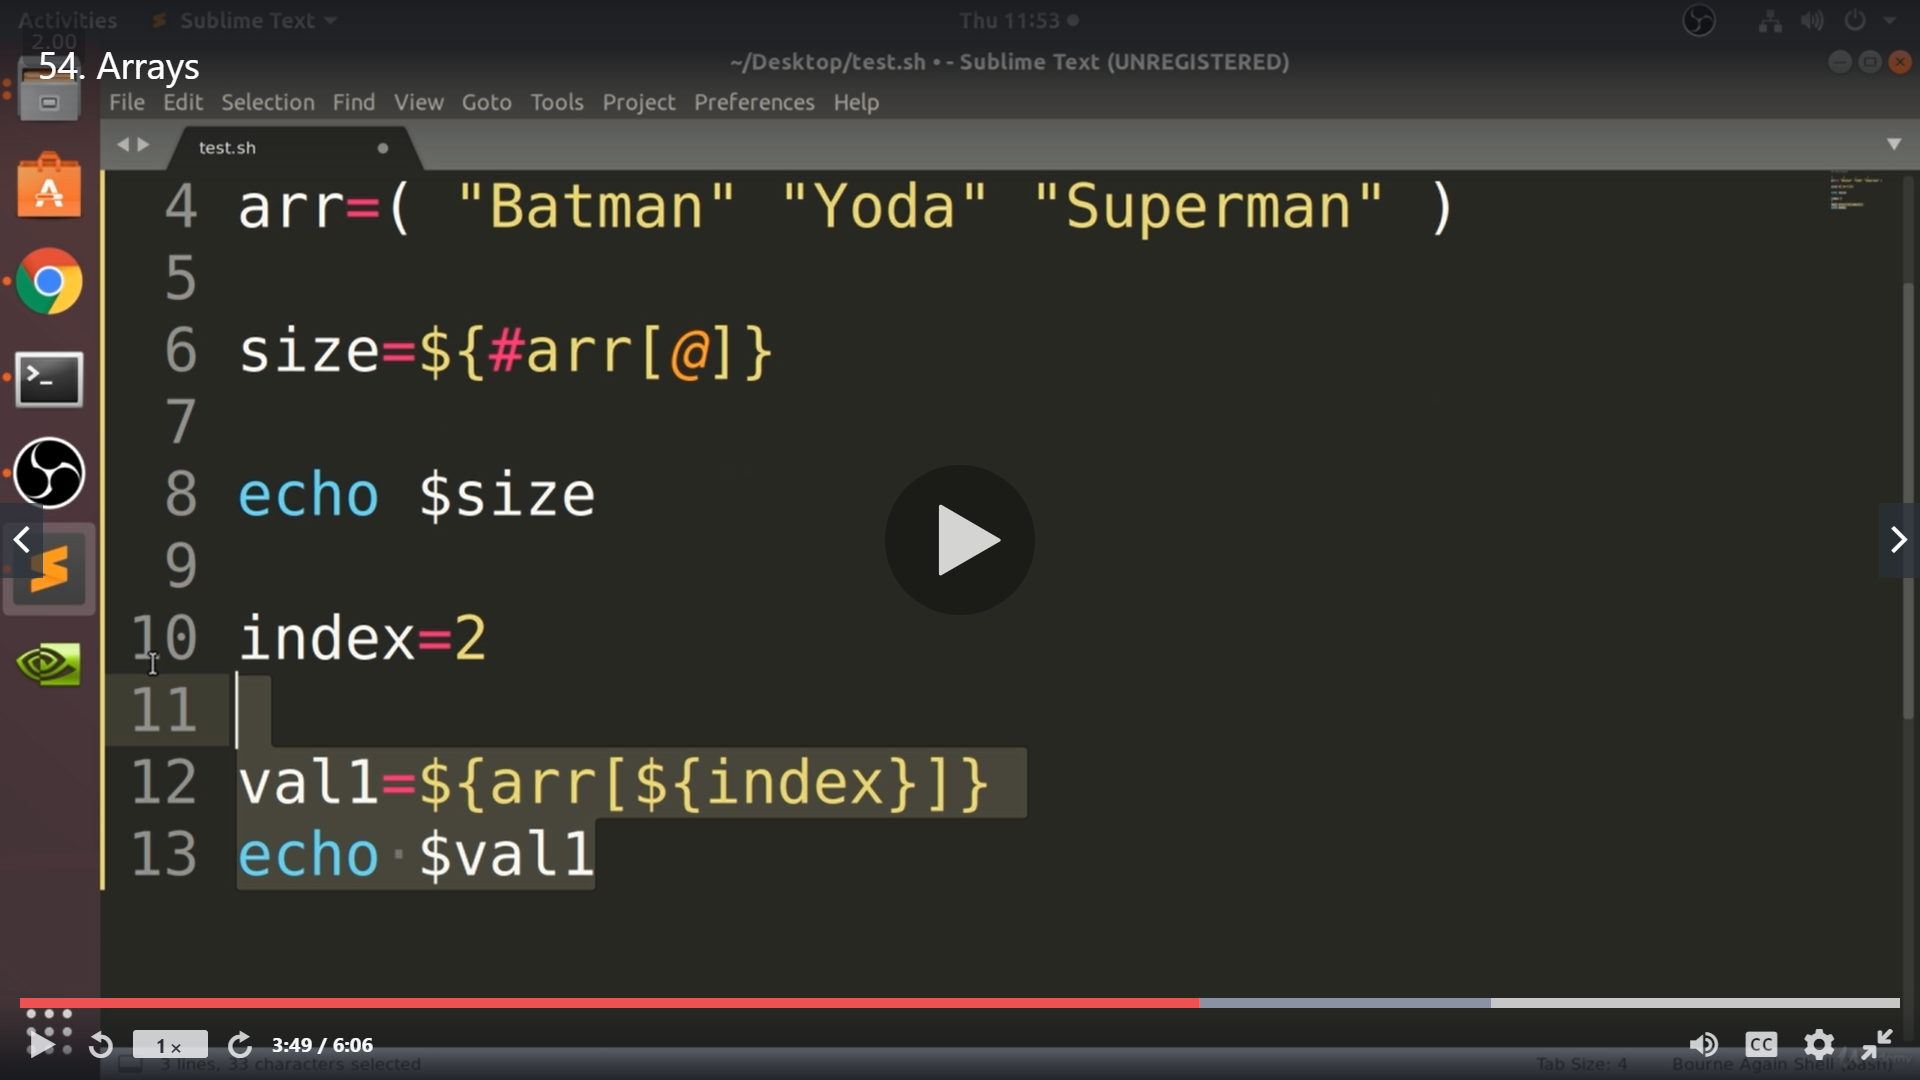 Activities Sublime Text Thu 11:53
2.00
54. Arrays
~/Desktop/test.sh • - Sublime Text (UNREGISTERED)
File Edit Selection Find View Goto Tools Project Preferences Help
test.sh
4 arr=( "Batman" "Yoda" "Superman" )
5
6 size=${#arr[@]}
7
8 echo $size
9
10 index=2
11
12 val1=${arr[${index}]}
13 echo $val1
1 × 3:49 / 6:06 CC
3 lines, 33 characters selected Tab Size: 4 Bourne Again Shell (bash)